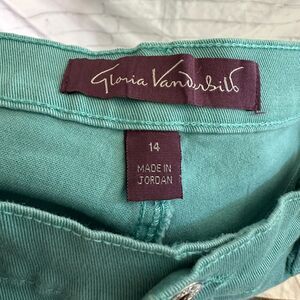 Gloria Vanderbilt
14
MADE IN
JORDAN